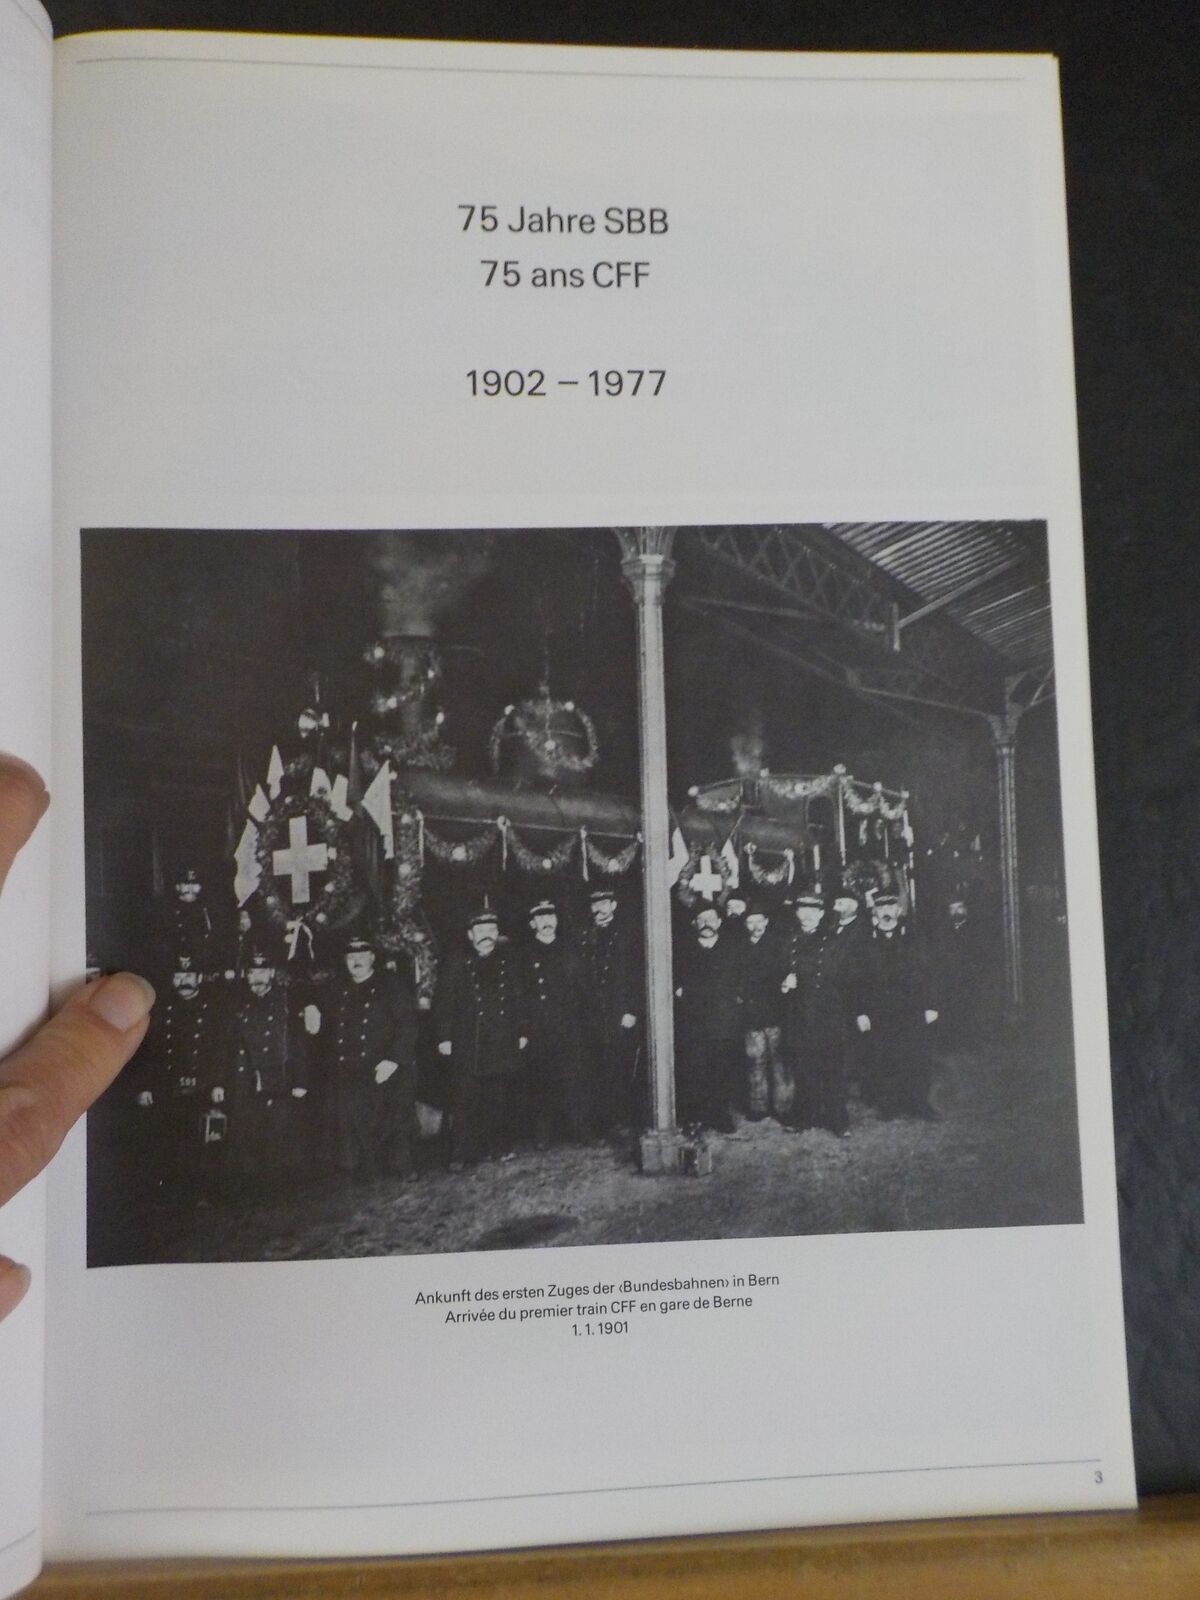 75 Jahre SBB
75 ans CFF
1902 – 1977
Ankunft des ersten Zuges der ‹Bundesbahnen› in Bern
Arrivée du premier train CFF en gare de Berne
1. 1. 1901
3